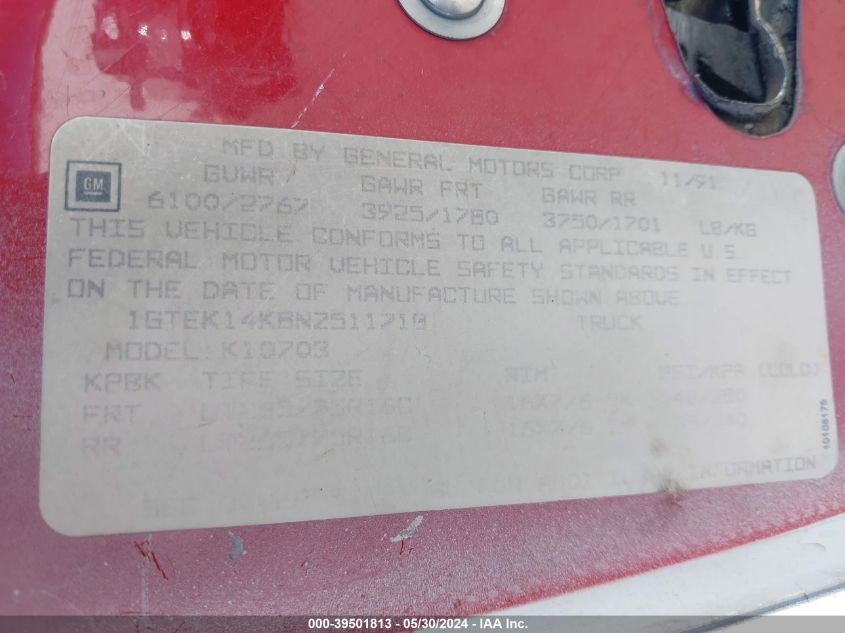 MFD BY GENERAL MOTORS CORP 11/91
GM
GVWR / GAWR FRT GAWR RR
6100/2767 3925/1780 3750/1701 LB/KG
THIS VEHICLE CONFORMS TO ALL APPLICABLE U.S.
FEDERAL MOTOR VEHICLE SAFETY STANDARDS IN EFFECT
ON THE DATE OF MANUFACTURE SHOWN ABOVE
1GTEK14K8NZ511718 TRUCK
MODEL: K10703
KPBK TIRE SIZE RIM PSI/KPA (COLD)
FRT
RR
INFORMATION
10108176
000-39501813 - 05/30/2024 - IAA Inc.